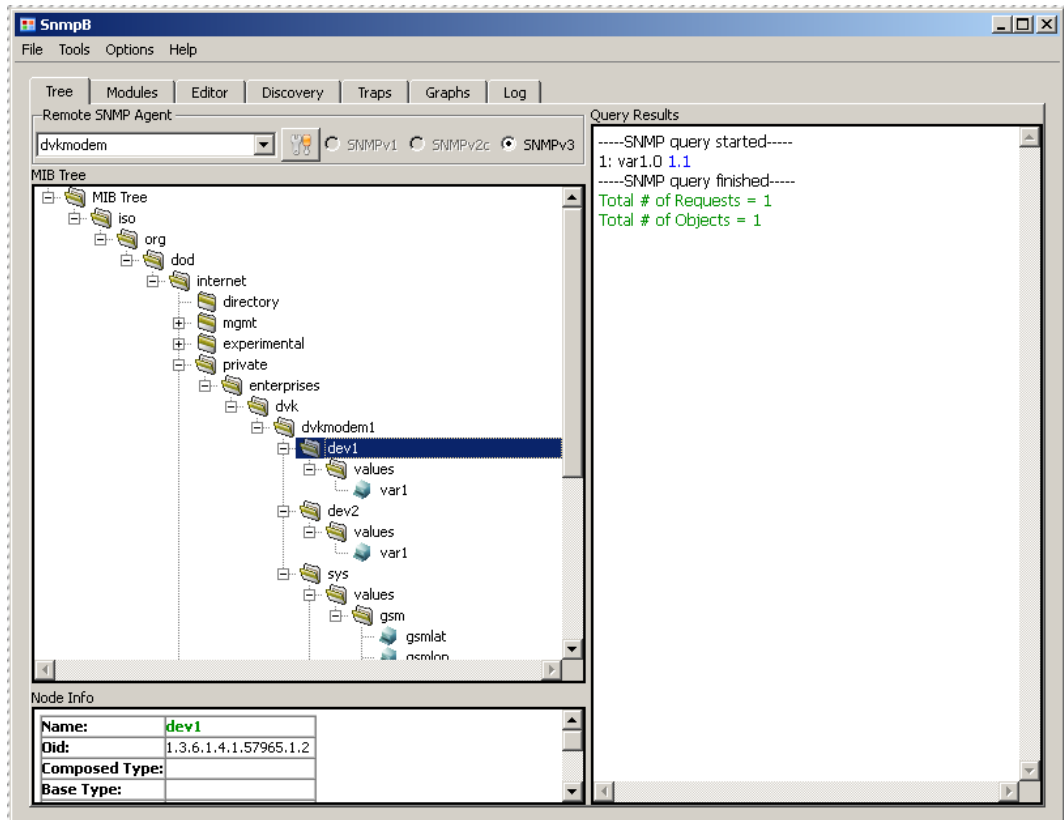 SnmpB
File Tools Options Help
Tree Modules Editor Discovery Traps Graphs Log
Remote SNMP Agent
dvkmodem SNMPv1 SNMPv2c SNMPv3
MIB Tree
MIB Tree
iso
org
dod
internet
directory
mgmt
experimental
private
enterprises
dvk
dvkmodem1
dev1
values
var1
dev2
values
var1
sys
values
gsm
gsmlat
gsmlon
Node Info
Name: dev1
Oid: 1.3.6.1.4.1.57965.1.2
Composed Type:
Base Type:
Query Results
-----SNMP query started-----
1: var1.0 1.1
-----SNMP query finished-----
Total # of Requests = 1
Total # of Objects = 1